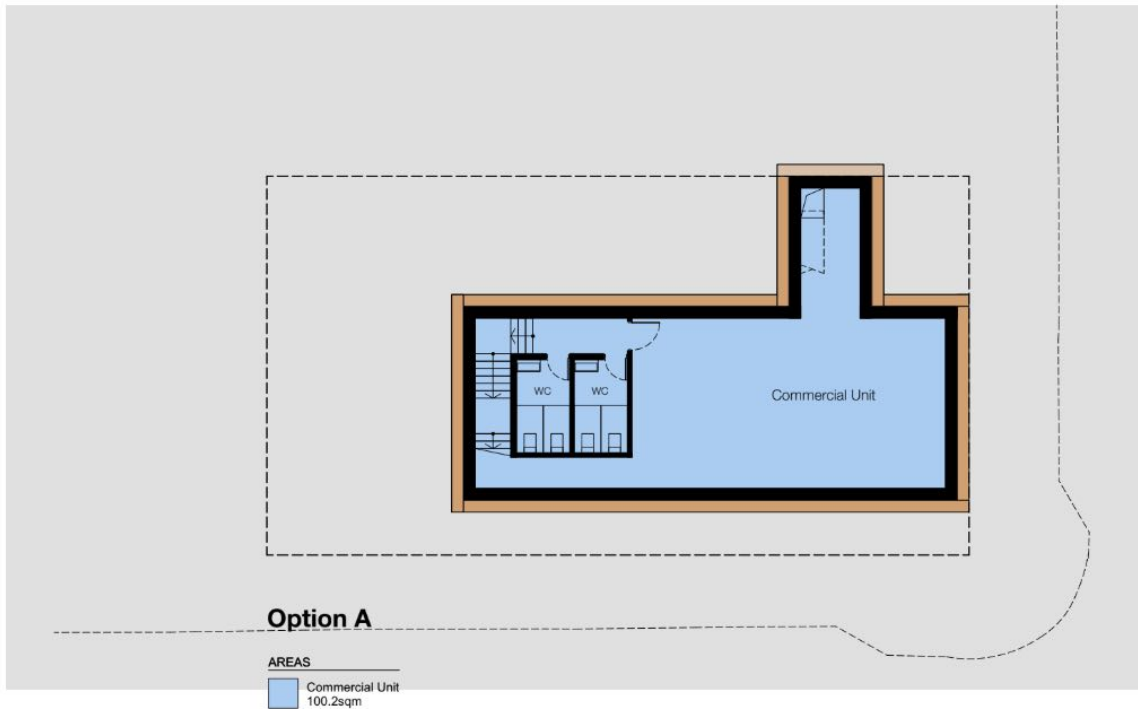 WC
WC
Commercial Unit
Option A
AREAS
Commercial Unit
100.2sqm